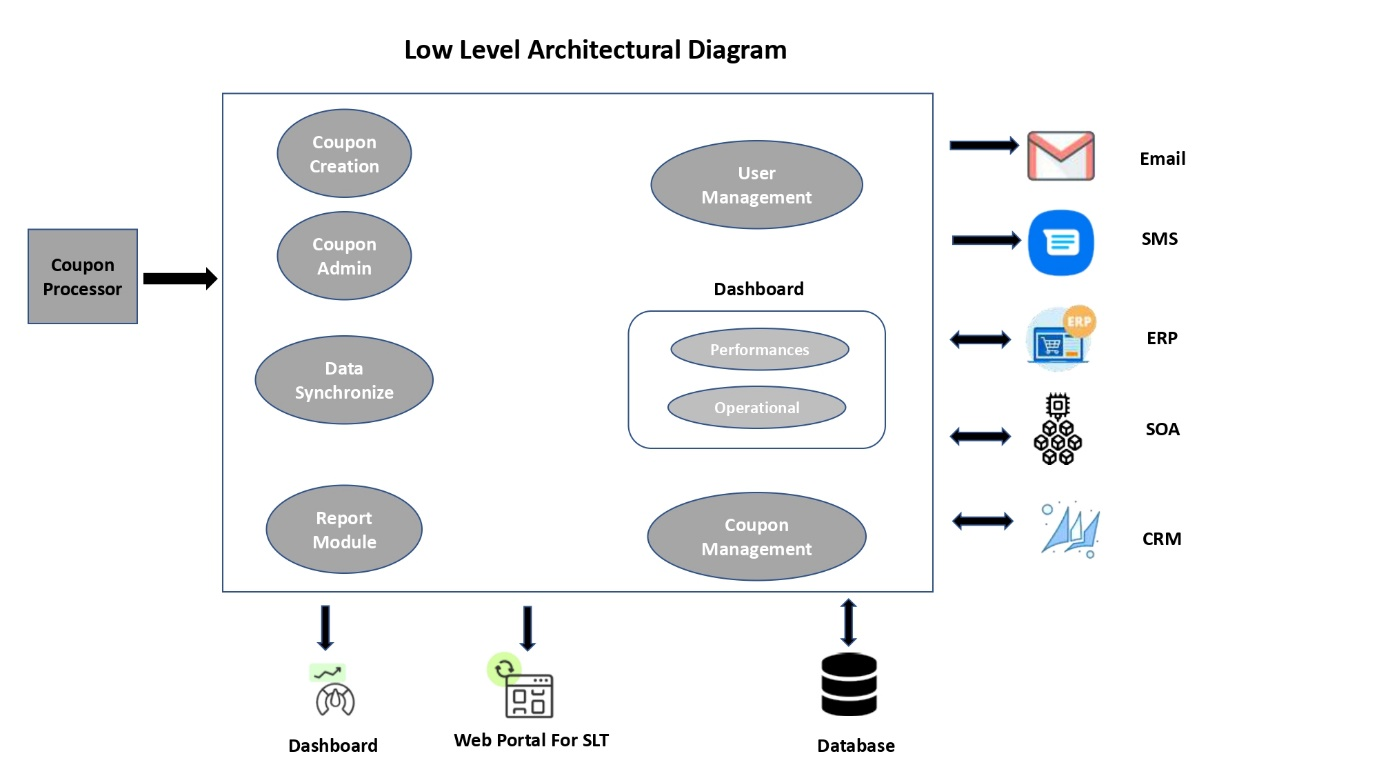 Low Level Architectural Diagram
Coupon
Creation
Coupon
Admin
Data
Synchronize
Report
Module
Coupon
Processor
User
Management
Dashboard
Performances
Operational
Coupon
Management
Email
SMS
ERP
ERP
SOA
CRM
Dashboard
Web Portal For SLT
Database